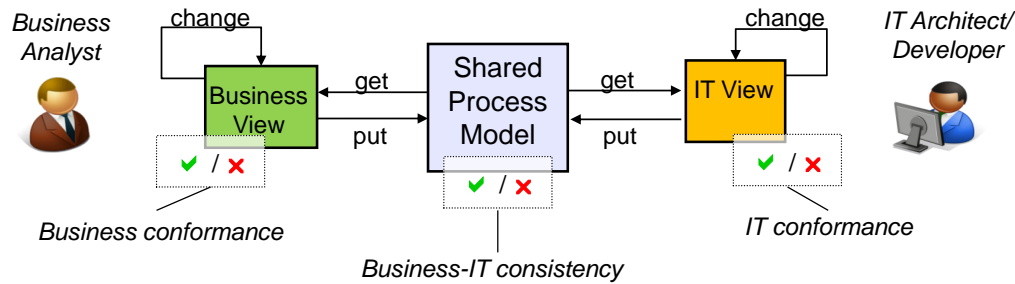 Business
Analyst
change
change
IT Architect/
Developer
Business
View
get
put
Shared
Process
Model
get
put
IT View
/
/
/
Business conformance
IT conformance
Business-IT consistency